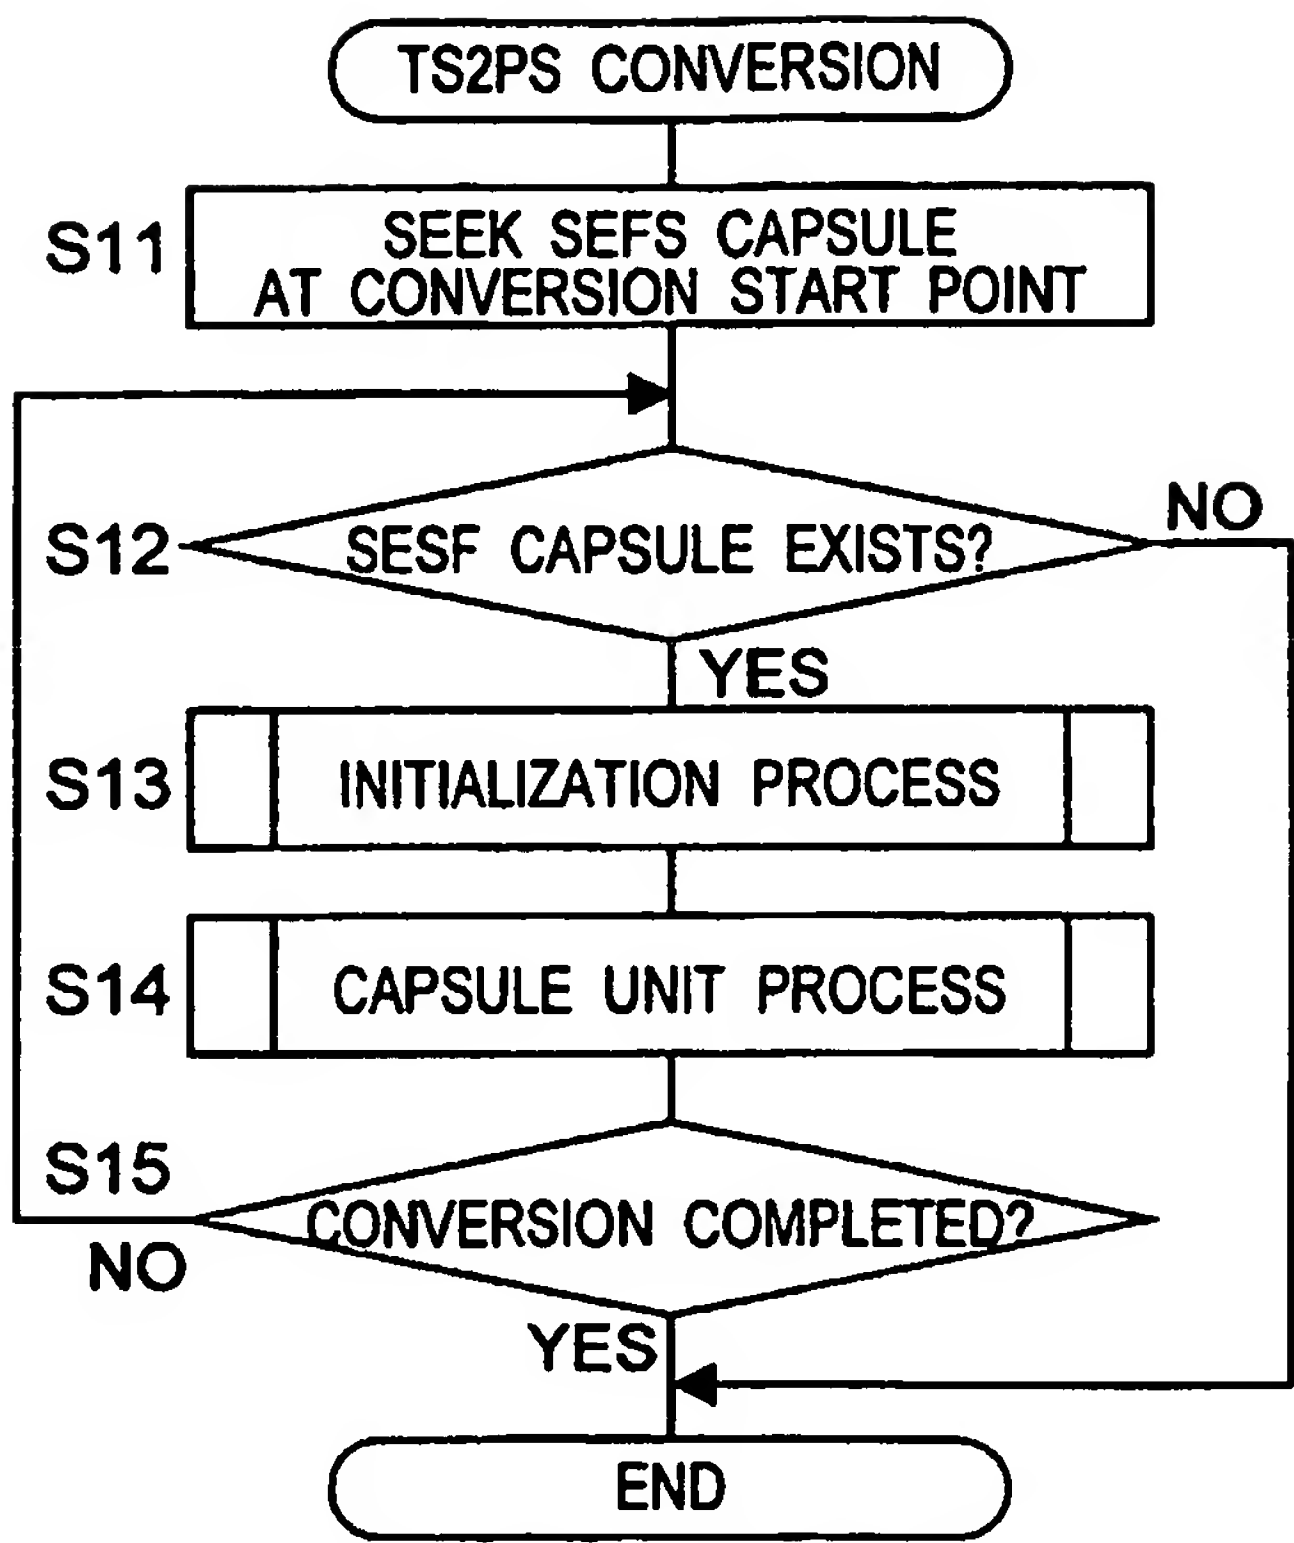 TS2PS CONVERSION
S11
SEEK SEFS CAPSULE
AT CONVERSION START POINT
S12
SESF CAPSULE EXISTS?
NO
YES
S13
INITIALIZATION PROCESS
S14
CAPSULE UNIT PROCESS
S15
CONVERSION COMPLETED?
NO
YES
END